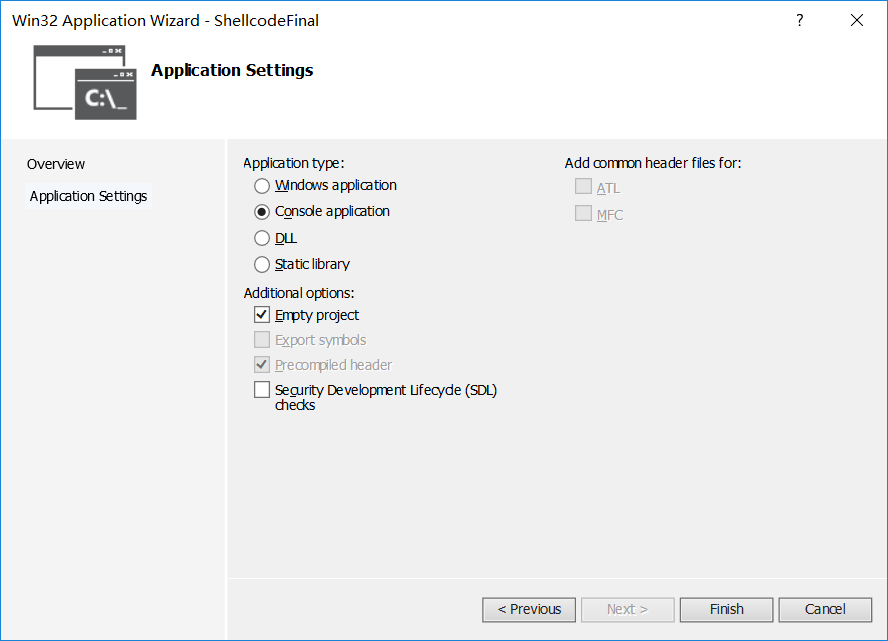 Win32 Application Wizard - ShellcodeFinal
?
C:\_
Application Settings
Overview
Application Settings
Application type:
Windows application
Console application
DLL
Static library
Additional options:
Empty project
Export symbols
Precompiled header
Security Development Lifecycle (SDL)
checks
Add common header files for:
ATL
MFC
< Previous
Next >
Finish
Cancel